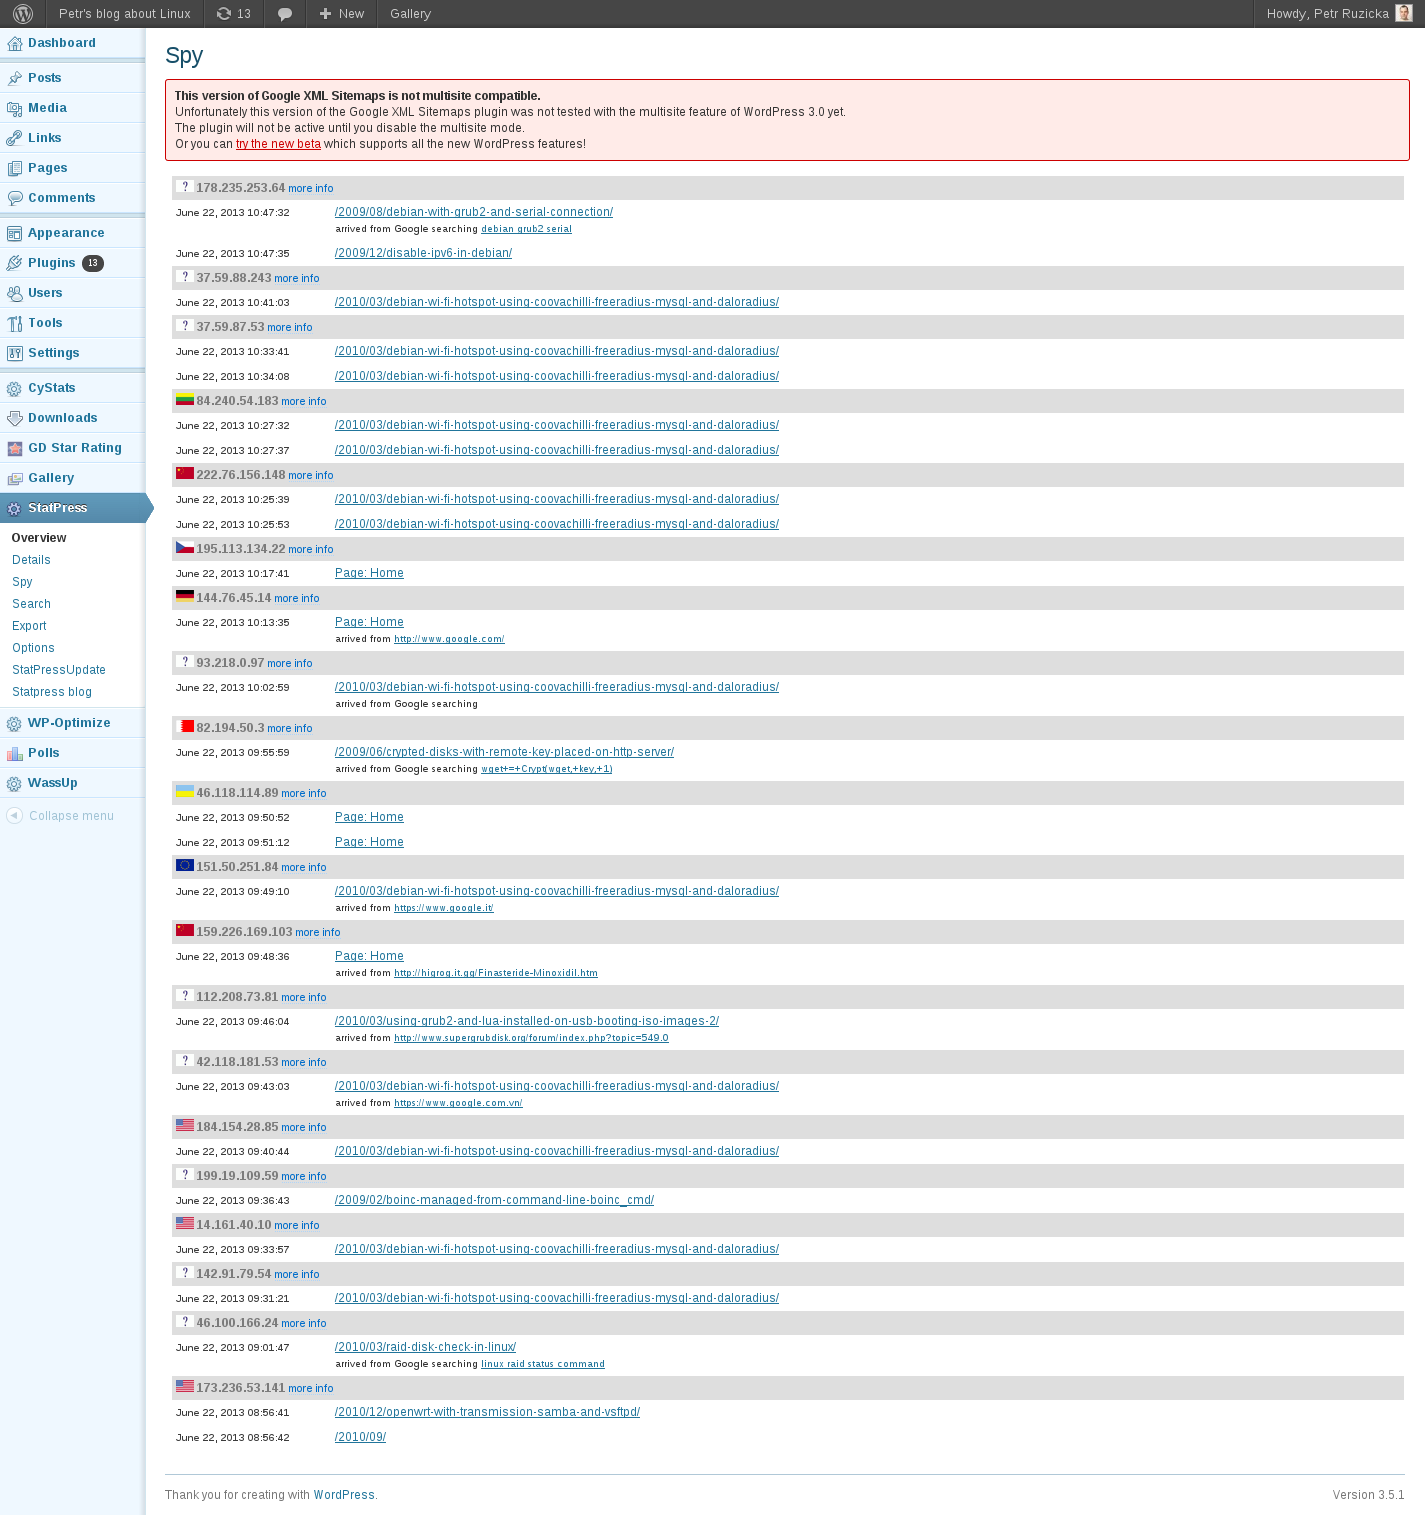 Petr's blog about Linux 13 New Gallery Howdy, Petr Ruzicka
Dashboard
Posts
Media
Links
Pages
Comments
Appearance
Plugins 13
Users
Tools
Settings
CyStats
Downloads
GD Star Rating
Gallery
StatPress
Overview
Details
Spy
Search
Export
Options
StatPressUpdate
Statpress blog
WP-Optimize
Polls
WassUp
Collapse menu
Spy
This version of Google XML Sitemaps is not multisite compatible.
Unfortunately this version of the Google XML Sitemaps plugin was not tested with the multisite feature of WordPress 3.0 yet.
The plugin will not be active until you disable the multisite mode.
Or you can try the new beta which supports all the new WordPress features!
? 178.235.253.64 more info
June 22, 2013 10:47:32 /2009/08/debian-with-grub2-and-serial-connection/
arrived from Google searching debian grub2 serial
June 22, 2013 10:47:35 /2009/12/disable-ipv6-in-debian/
? 37.59.88.243 more info
June 22, 2013 10:41:03 /2010/03/debian-wi-fi-hotspot-using-coovachilli-freeradius-mysql-and-daloradius/
? 37.59.87.53 more info
June 22, 2013 10:33:41 /2010/03/debian-wi-fi-hotspot-using-coovachilli-freeradius-mysql-and-daloradius/
June 22, 2013 10:34:08 /2010/03/debian-wi-fi-hotspot-using-coovachilli-freeradius-mysql-and-daloradius/
84.240.54.183 more info
June 22, 2013 10:27:32 /2010/03/debian-wi-fi-hotspot-using-coovachilli-freeradius-mysql-and-daloradius/
June 22, 2013 10:27:37 /2010/03/debian-wi-fi-hotspot-using-coovachilli-freeradius-mysql-and-daloradius/
222.76.156.148 more info
June 22, 2013 10:25:39 /2010/03/debian-wi-fi-hotspot-using-coovachilli-freeradius-mysql-and-daloradius/
June 22, 2013 10:25:53 /2010/03/debian-wi-fi-hotspot-using-coovachilli-freeradius-mysql-and-daloradius/
195.113.134.22 more info
June 22, 2013 10:17:41 Page: Home
144.76.45.14 more info
June 22, 2013 10:13:35 Page: Home
arrived from http://www.google.com/
? 93.218.0.97 more info
June 22, 2013 10:02:59 /2010/03/debian-wi-fi-hotspot-using-coovachilli-freeradius-mysql-and-daloradius/
arrived from Google searching
82.194.50.3 more info
June 22, 2013 09:55:59 /2009/06/crypted-disks-with-remote-key-placed-on-http-server/
arrived from Google searching wget+=+Crypt(wget,+key,+1)
46.118.114.89 more info
June 22, 2013 09:50:52 Page: Home
June 22, 2013 09:51:12 Page: Home
151.50.251.84 more info
June 22, 2013 09:49:10 /2010/03/debian-wi-fi-hotspot-using-coovachilli-freeradius-mysql-and-daloradius/
arrived from https://www.google.it/
159.226.169.103 more info
June 22, 2013 09:48:36 Page: Home
arrived from http://higrog.it.gg/Finasteride-Minoxidil.htm
? 112.208.73.81 more info
June 22, 2013 09:46:04 /2010/03/using-grub2-and-lua-installed-on-usb-booting-iso-images-2/
arrived from http://www.supergrubdisk.org/forum/index.php?topic=549.0
? 42.118.181.53 more info
June 22, 2013 09:43:03 /2010/03/debian-wi-fi-hotspot-using-coovachilli-freeradius-mysql-and-daloradius/
arrived from https://www.google.com.vn/
184.154.28.85 more info
June 22, 2013 09:40:44 /2010/03/debian-wi-fi-hotspot-using-coovachilli-freeradius-mysql-and-daloradius/
? 199.19.109.59 more info
June 22, 2013 09:36:43 /2009/02/boinc-managed-from-command-line-boinc_cmd/
14.161.40.10 more info
June 22, 2013 09:33:57 /2010/03/debian-wi-fi-hotspot-using-coovachilli-freeradius-mysql-and-daloradius/
? 142.91.79.54 more info
June 22, 2013 09:31:21 /2010/03/debian-wi-fi-hotspot-using-coovachilli-freeradius-mysql-and-daloradius/
? 46.100.166.24 more info
June 22, 2013 09:01:47 /2010/03/raid-disk-check-in-linux/
arrived from Google searching linux raid status command
173.236.53.141 more info
June 22, 2013 08:56:41 /2010/12/openwrt-with-transmission-samba-and-vsftpd/
June 22, 2013 08:56:42 /2010/09/
Thank you for creating with WordPress. Version 3.5.1